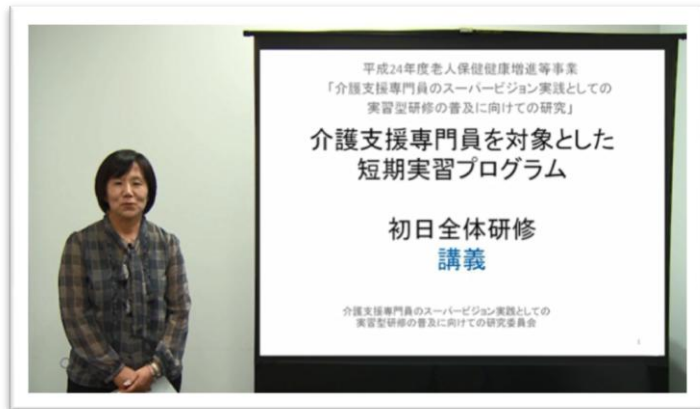 平成24年度老人保健健康増進等事業
「介護支援専門員のスーパービジョン実践としての
実習型研修の普及に向けての研究」
介護支援専門員を対象とした
短期実習プログラム
初日全体研修
講義
介護支援専門員のスーパービジョン実践としての
実習型研修の普及に向けての研究委員会
1